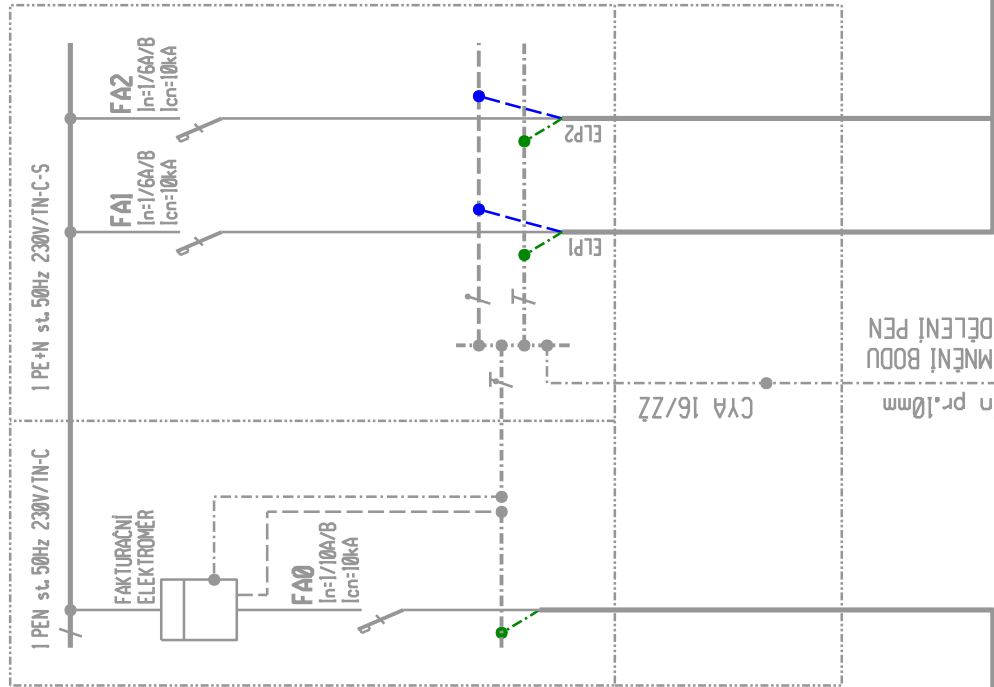 FA2
In=1/6A/B
Icn=10kA
FA1
In=1/6A/B
Icn=10kA
1 PE+N st. 50Hz 230V/TN-C-S
ELP2
ELP1
DĚLENÍ PEN
MNĚNÍ BODU
n pr.10mm
CYA 16/ZŽ
1 PEN st. 50Hz 230V/TN-C
FAKTURAČNÍ
ELEKTROMĚR
FA0
In=1/10A/B
Icn=10kA